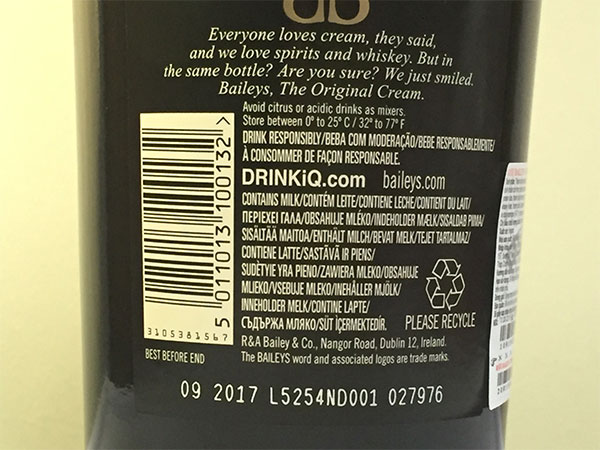 Everyone loves cream, they said,
and we love spirits and whiskey. But in
the same bottle? Are you sure? We just smiled.
Baileys, The Original Cream.
Avoid citrus or acidic drinks as mixers.
Store between 0° to 25° C / 32° to 77° F
DRINK RESPONSIBLY/BEBA COM MODERAÇÃO/BEBE RESPONSABLEMENTE/
À CONSOMMER DE FAÇON RESPONSABLE.
DRINKiQ.com baileys.com
CONTAINS MILK/CONTÉM LEITE/CONTIENE LECHE/CONTIENT DU LAIT/
ΠΕΡΙΕΧΕΙ ΓΑΛΑ/OBSAHUJE MLÉKO/INDEHOLDER MÆLK/SISALDAB PIIMA/
SISÄLTÄÄ MAITOA/ENTHÄLT MILCH/BEVAT MELK/TEJET TARTALMAZ/
CONTIENE LATTE/SASTĀVĀ IR PIENS/
SUDĖTYJE YRA PIENO/ZAWIERA MLEKO/OBSAHUJE
MLIEKO/VSEBUJE MLEKO/INEHÅLLER MJÖLK/
INNEHOLDER MELK/CONTINE LAPTE/
СЪДЪРЖА МЛЯКО/SÜT İÇERMEKTEDİR.
PLEASE RECYCLE
R&A Bailey & Co., Nangor Road, Dublin 12, Ireland.
The BAILEYS word and associated logos are trade marks.
5 011013 100132 >
3105381567
BEST BEFORE END
09 2017 L5254ND001 027976